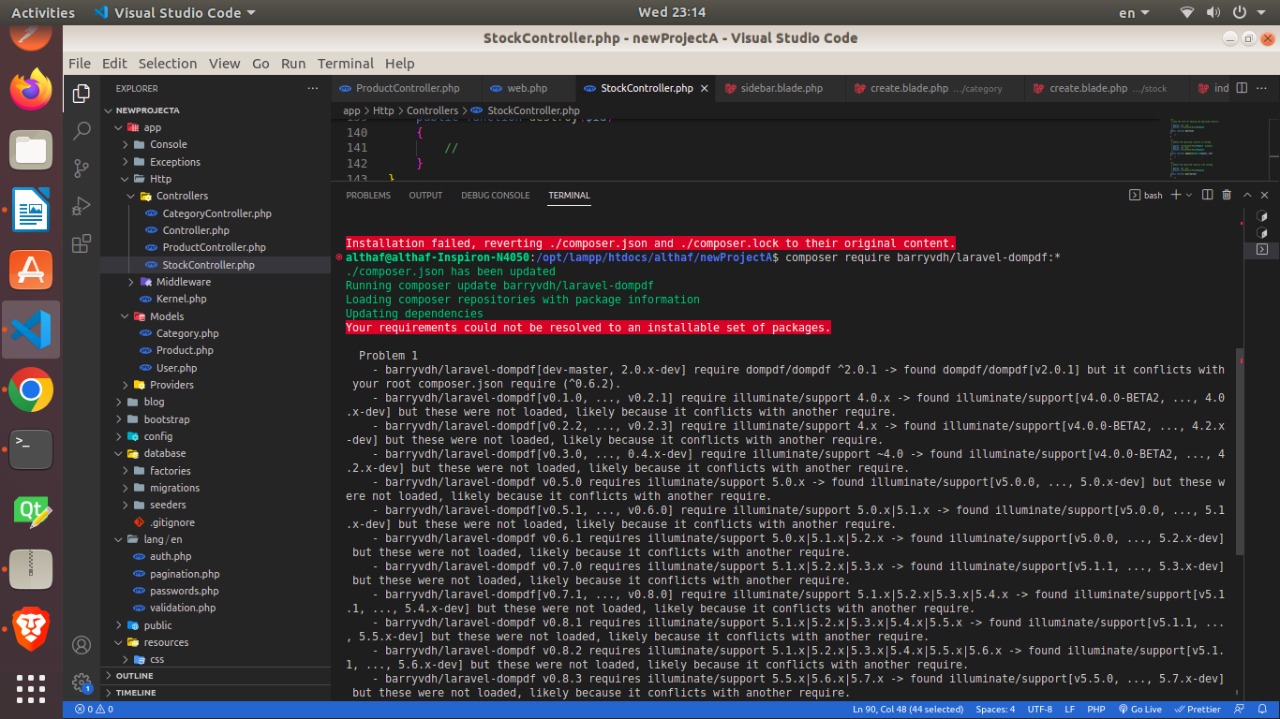 Activities
Visual Studio Code
Wed 23:14
en
StockController.php - newProjectA - Visual Studio Code
File Edit Selection View Go Run Terminal Help
EXPLORER
NEWPROJECTA
app
Console
Exceptions
Http
Controllers
CategoryController.php
Controller.php
ProductController.php
StockController.php
Middleware
Kernel.php
Models
Category.php
Product.php
User.php
Providers
blog
bootstrap
config
database
factories
migrations
seeders
.gitignore
lang/en
auth.php
pagination.php
passwords.php
validation.php
public
resources
css
OUTLINE
TIMELINE
ProductController.php
web.php
StockController.php
sidebar.blade.php
create.blade.php .../category
create.blade.php .../stock
ind
app > Http > Controllers > StockController.php
139 public function destroy($id)
140 {
141 //
142 }
143 }
PROBLEMS OUTPUT DEBUG CONSOLE TERMINAL
bash
Installation failed, reverting ./composer.json and ./composer.lock to their original content.
althaf@althaf-Inspiron-N4050:/opt/lampp/htdocs/althaf/newProjectA$ composer require barryvdh/laravel-dompdf:*
./composer.json has been updated
Running composer update barryvdh/laravel-dompdf
Loading composer repositories with package information
Updating dependencies
Your requirements could not be resolved to an installable set of packages.
Problem 1
- barryvdh/laravel-dompdf[dev-master, 2.0.x-dev] require dompdf/dompdf ^2.0.1 -> found dompdf/dompdf[v2.0.1] but it conflicts with
your root composer.json require (^0.6.2).
- barryvdh/laravel-dompdf[v0.1.0, ..., v0.2.1] require illuminate/support 4.0.x -> found illuminate/support[v4.0.0-BETA2, ..., 4.0
.x-dev] but these were not loaded, likely because it conflicts with another require.
- barryvdh/laravel-dompdf[v0.2.2, ..., v0.2.3] require illuminate/support 4.x -> found illuminate/support[v4.0.0-BETA2, ..., 4.2.x
-dev] but these were not loaded, likely because it conflicts with another require.
- barryvdh/laravel-dompdf[v0.3.0, ..., 0.4.x-dev] require illuminate/support ~4.0 -> found illuminate/support[v4.0.0-BETA2, ..., 4
.2.x-dev] but these were not loaded, likely because it conflicts with another require.
- barryvdh/laravel-dompdf v0.5.0 requires illuminate/support 5.0.x -> found illuminate/support[v5.0.0, ..., 5.0.x-dev] but these w
ere not loaded, likely because it conflicts with another require.
- barryvdh/laravel-dompdf[v0.5.1, ..., v0.6.0] require illuminate/support 5.0.x|5.1.x -> found illuminate/support[v5.0.0, ..., 5.1
.x-dev] but these were not loaded, likely because it conflicts with another require.
- barryvdh/laravel-dompdf v0.6.1 requires illuminate/support 5.0.x|5.1.x|5.2.x -> found illuminate/support[v5.0.0, ..., 5.2.x-dev]
but these were not loaded, likely because it conflicts with another require.
- barryvdh/laravel-dompdf v0.7.0 requires illuminate/support 5.1.x|5.2.x|5.3.x -> found illuminate/support[v5.1.1, ..., 5.3.x-dev]
but these were not loaded, likely because it conflicts with another require.
- barryvdh/laravel-dompdf[v0.7.1, ..., v0.8.0] require illuminate/support 5.1.x|5.2.x|5.3.x|5.4.x -> found illuminate/support[v5.1
.1, ..., 5.4.x-dev] but these were not loaded, likely because it conflicts with another require.
- barryvdh/laravel-dompdf v0.8.1 requires illuminate/support 5.1.x|5.2.x|5.3.x|5.4.x|5.5.x -> found illuminate/support[v5.1.1, ...
, 5.5.x-dev] but these were not loaded, likely because it conflicts with another require.
- barryvdh/laravel-dompdf v0.8.2 requires illuminate/support 5.1.x|5.2.x|5.3.x|5.4.x|5.5.x|5.6.x -> found illuminate/support[v5.1.
1, ..., 5.6.x-dev] but these were not loaded, likely because it conflicts with another require.
- barryvdh/laravel-dompdf v0.8.3 requires illuminate/support 5.5.x|5.6.x|5.7.x -> found illuminate/support[v5.5.0, ..., 5.7.x-dev]
but these were not loaded, likely because it conflicts with another require.
0 0
Ln 90, Col 48 (44 selected) Spaces: 4 UTF-8 LF PHP Go Live Prettier